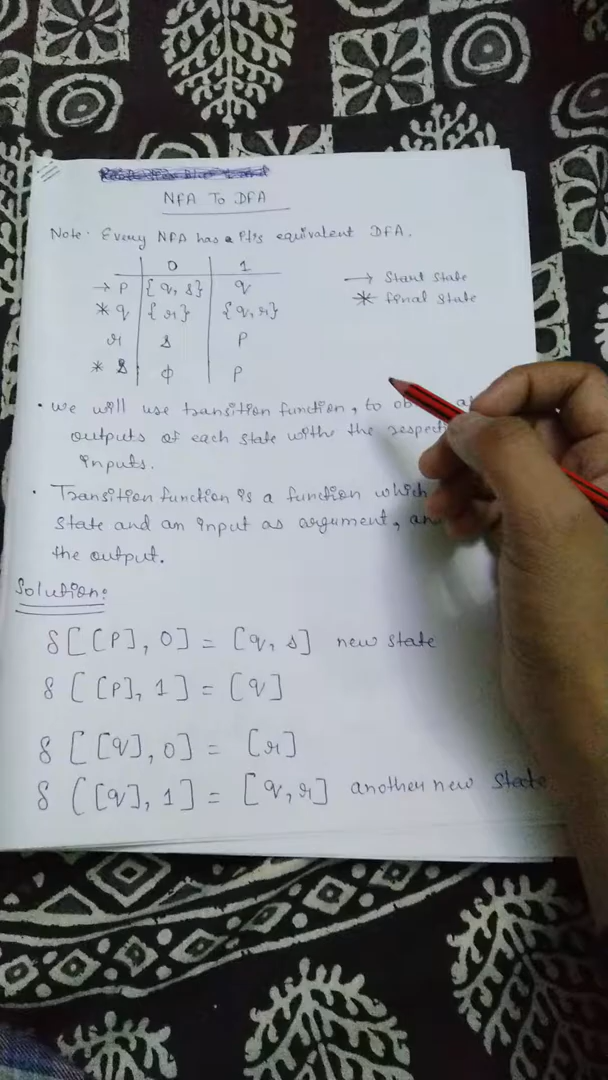 NFA To DFA
Note: Every NFA has a it's equivalent DFA.
0 1
→ p {q, s} q
* q {r} {q, r}
r s p
* s ϕ p
→ Start state
* final state
• we will use transition function, to
outputs of each state with the
inputs.
• Transition function is a function which
state and an input as argument,
the output.
Solution:
δ[[p], 0] = [q, s] new state
δ[[p], 1] = [q]
δ[[q], 0] = [r]
δ([q], 1] = [q, r] another new state